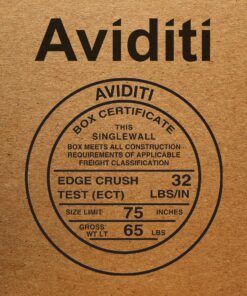 Aviditi
AVIDITI
BOX CERTIFICATE
THIS
SINGLEWALL
BOX MEETS ALL CONSTRUCTION
REQUIREMENTS OF APPLICABLE
FREIGHT CLASSIFICATION
EDGE CRUSH 32
TEST (ECT) LBS/IN
SIZE LIMIT 75 INCHES
GROSS
WT LT 65 LBS